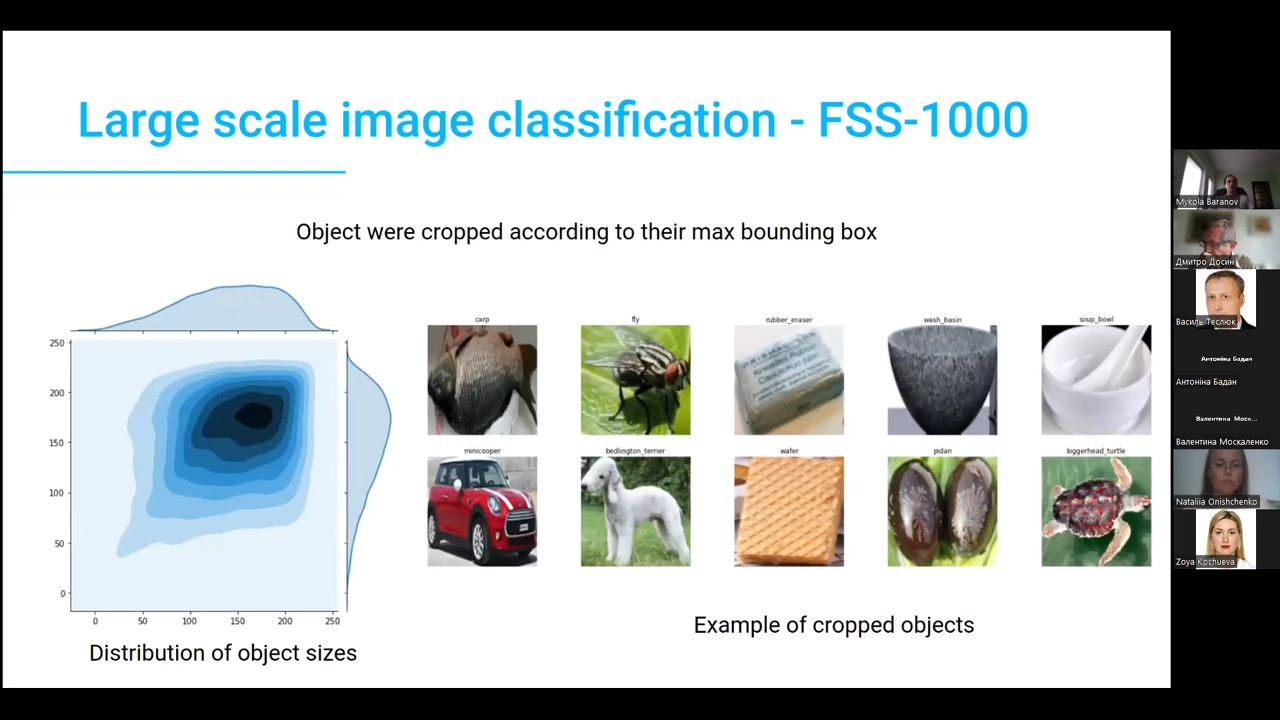 Large scale image classification - FSS-1000
Object were cropped according to their max bounding box
250
200
150
100
50
0
0 50 100 150 200 250
Distribution of object sizes
carp fly rubber_eraser wash_basin soup_bowl
minicooper bedlington_terrier wafer pidan loggerhead_turtle
Example of cropped objects
Mykola Baranov
Дмитро Досин
Василь Теслюк
Антоніна Бадан
Антоніна Бадан
Валентина Моск...
Валентина Москаленко
Nataliia Onishchenko
Zoya Kochueva